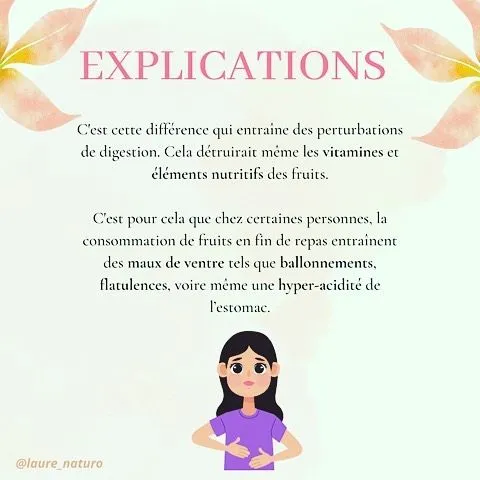 EXPLICATIONS
C'est cette différence qui entraîne des perturbations
de digestion. Cela détruirait même les vitamines et
éléments nutritifs des fruits.
C'est pour cela que chez certaines personnes, la
consommation de fruits en fin de repas entraînent
des maux de ventre tels que ballonnements,
flatulences, voire même une hyper-acidité de
l'estomac.
@laure_naturo